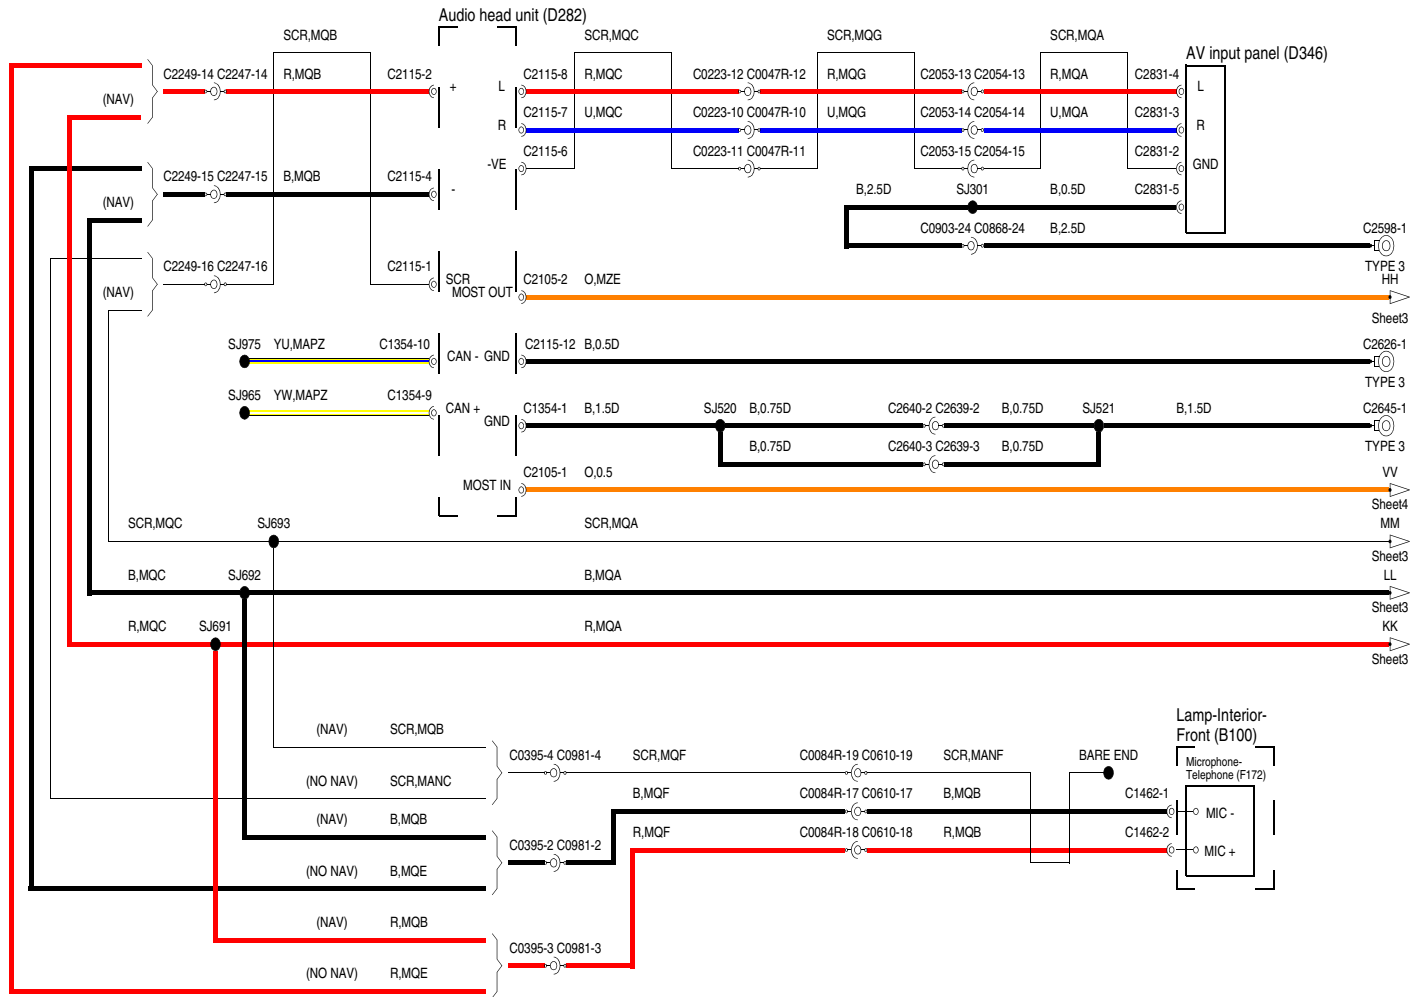 Audio head unit (D282)
SCR,MQB
SCR,MQC
SCR,MQG
SCR,MQA
AV input panel (D346)
C2249-14 C2247-14
R,MQB
C2115-2
+
L
C2115-8
R,MQC
C0223-12 C0047R-12
R,MQG
C2053-13 C2054-13
R,MQA
C2831-4
L
(NAV)
R
C2115-7
U,MQC
C0223-10 C0047R-10
U,MQG
C2053-14 C2054-14
U,MQA
C2831-3
R
-VE
C2115-6
C0223-11 C0047R-11
C2053-15 C2054-15
C2831-2
GND
C2249-15 C2247-15
B,MQB
C2115-4
-
B,2.5D
SJ301
B,0.5D
C2831-5
(NAV)
C0903-24 C0868-24
B,2.5D
C2598-1
TYPE 3
C2249-16 C2247-16
C2115-1
SCR
MOST OUT
C2105-2
O,MZE
HH
(NAV)
Sheet3
SJ975
YU,MAPZ
C1354-10
CAN -
GND
C2115-12
B,0.5D
C2626-1
TYPE 3
SJ965
YW,MAPZ
C1354-9
CAN +
GND
C1354-1
B,1.5D
SJ520
B,0.75D
C2640-2 C2639-2
B,0.75D
SJ521
B,1.5D
C2645-1
B,0.75D
C2640-3 C2639-3
B,0.75D
TYPE 3
MOST IN
C2105-1
O,0.5
VV
Sheet4
SCR,MQC
SJ693
SCR,MQA
MM
Sheet3
B,MQC
SJ692
B,MQA
LL
Sheet3
R,MQC
SJ691
R,MQA
KK
Sheet3
Lamp-Interior-
Front (B100)
(NAV)
SCR,MQB
C0395-4 C0981-4
SCR,MQF
C0084R-19 C0610-19
SCR,MANF
BARE END
Microphone-
Telephone (F172)
(NO NAV)
SCR,MANC
B,MQF
C0084R-17 C0610-17
B,MQB
C1462-1
MIC -
(NAV)
B,MQB
C0395-2 C0981-2
R,MQF
C0084R-18 C0610-18
R,MQB
C1462-2
MIC +
(NO NAV)
B,MQE
(NAV)
R,MQB
C0395-3 C0981-3
(NO NAV)
R,MQE